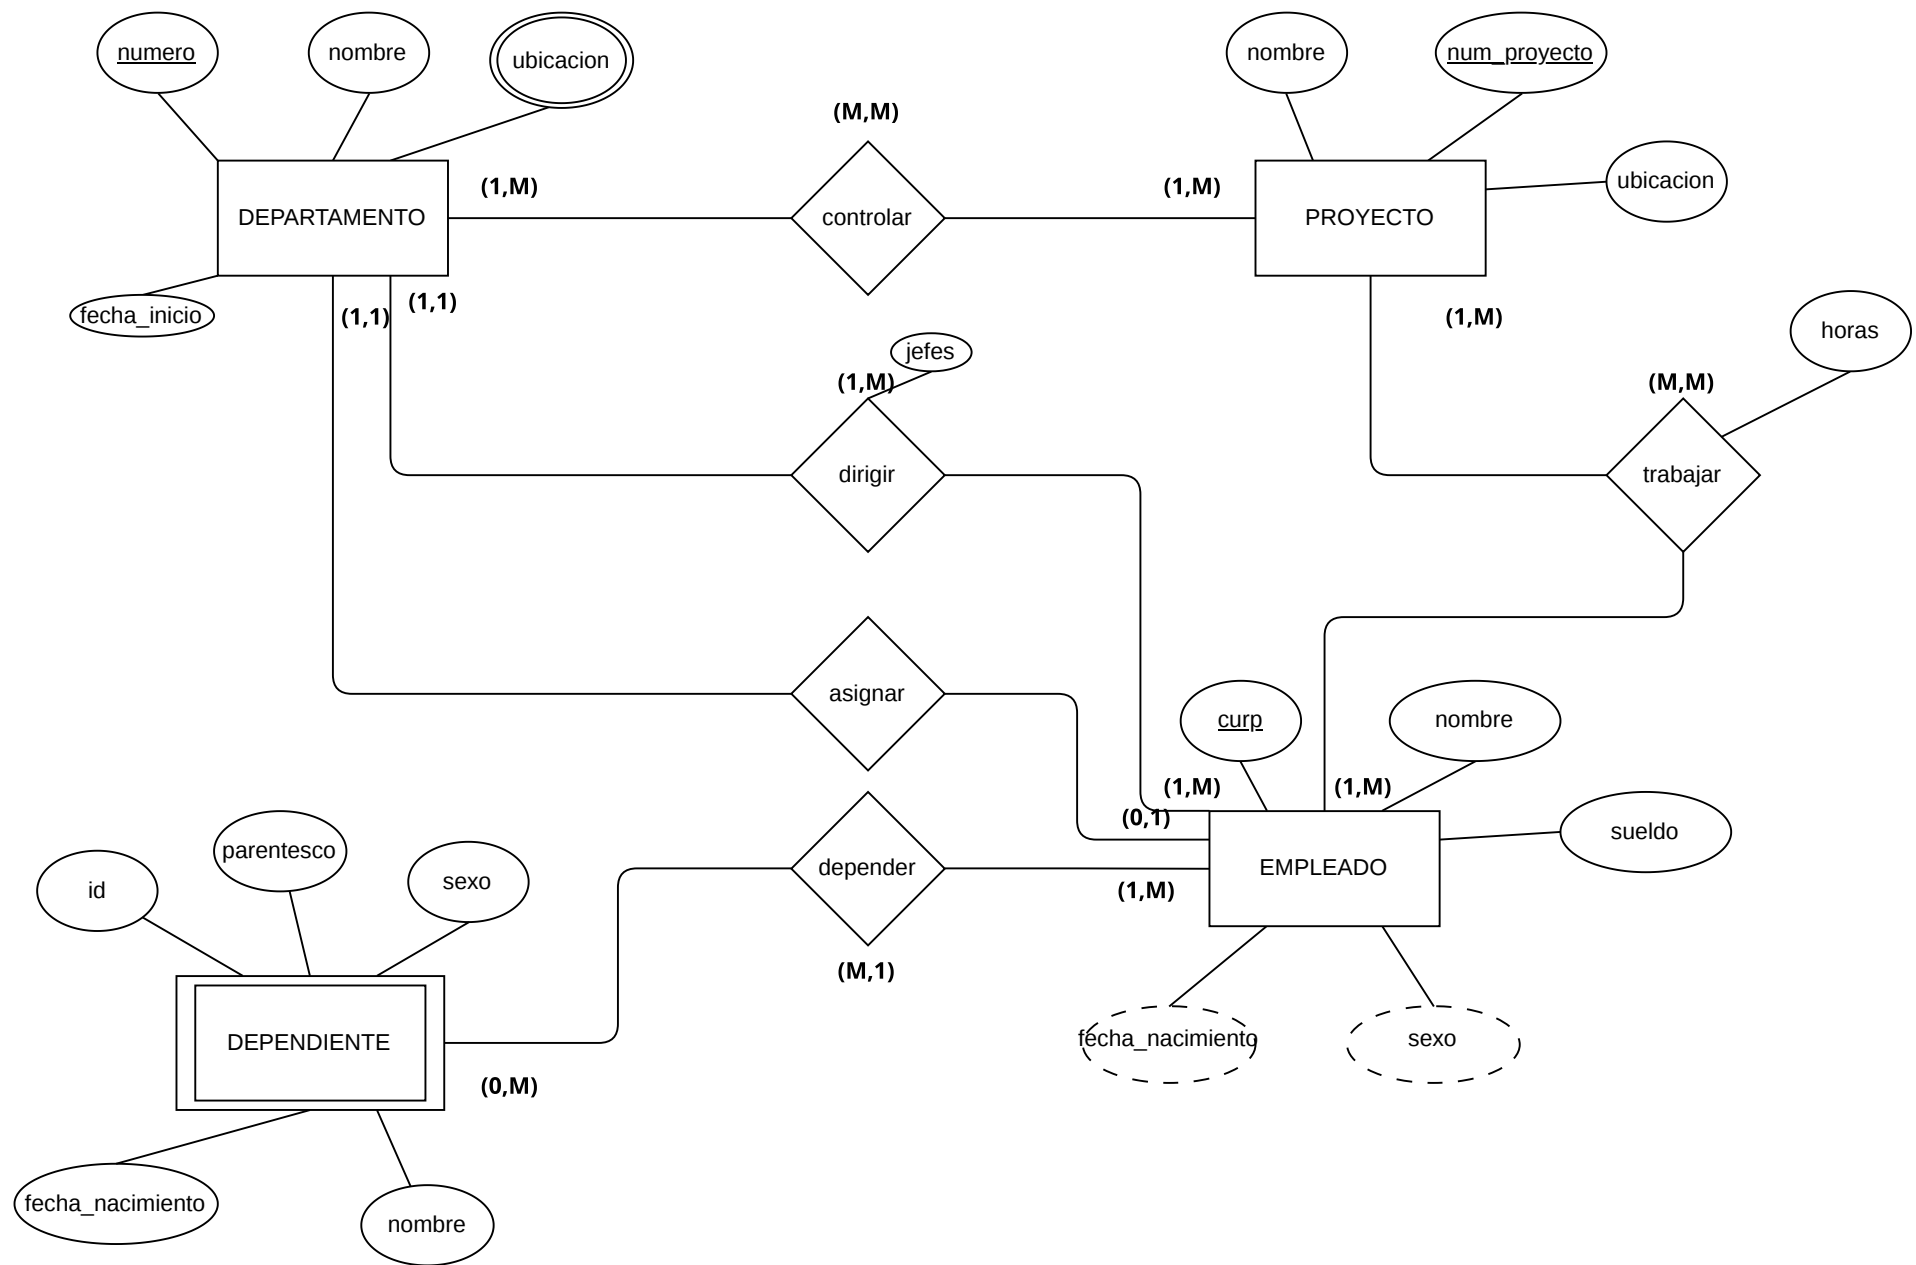 numero
nombre
ubicacion
nombre
num_proyecto
(M,M)
(1,M)
(1,M)
ubicacion
DEPARTAMENTO
controlar
PROYECTO
fecha_inicio
(1,1)
(1,1)
(1,M)
horas
jefes
(1,M)
(M,M)
dirigir
trabajar
asignar
curp
nombre
(1,M)
(1,M)
(0,1)
sueldo
parentesco
sexo
id
depender
EMPLEADO
(1,M)
(M,1)
DEPENDIENTE
fecha_nacimiento
sexo
(0,M)
fecha_nacimiento
nombre